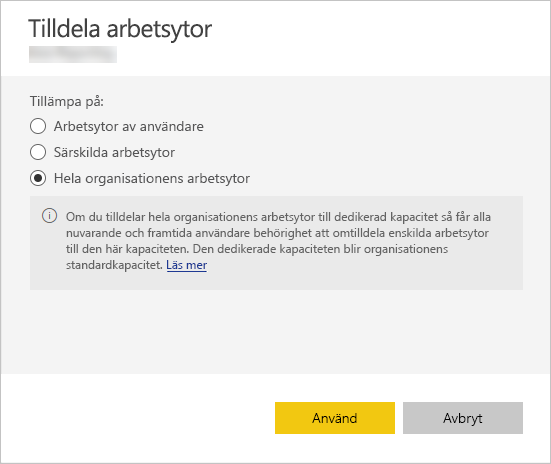 Tilldela arbetsytor
Tillämpa på:
Arbetsytor av användare
Särskilda arbetsytor
Hela organisationens arbetsytor
Om du tilldelar hela organisationens arbetsytor till dedikerad kapacitet så får alla
nuvarande och framtida användare behörighet att omtilldela enskilda arbetsytor
till den här kapaciteten. Den dedikerade kapaciteten blir organisationens
standardkapacitet. Läs mer
Använd
Avbryt